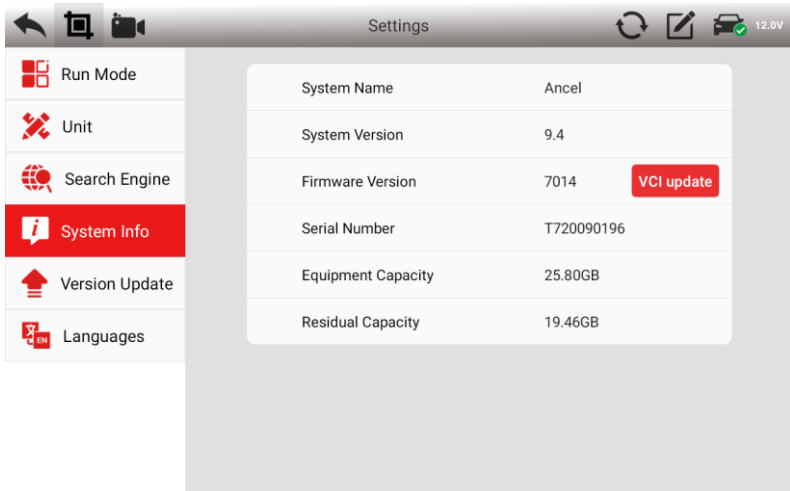 Settings
12.0V
Run Mode
Unit
Search Engine
System Info
Version Update
EN
Languages
System Name Ancel
System Version 9.4
Firmware Version 7014 VCI update
Serial Number T720090196
Equipment Capacity 25.80GB
Residual Capacity 19.46GB